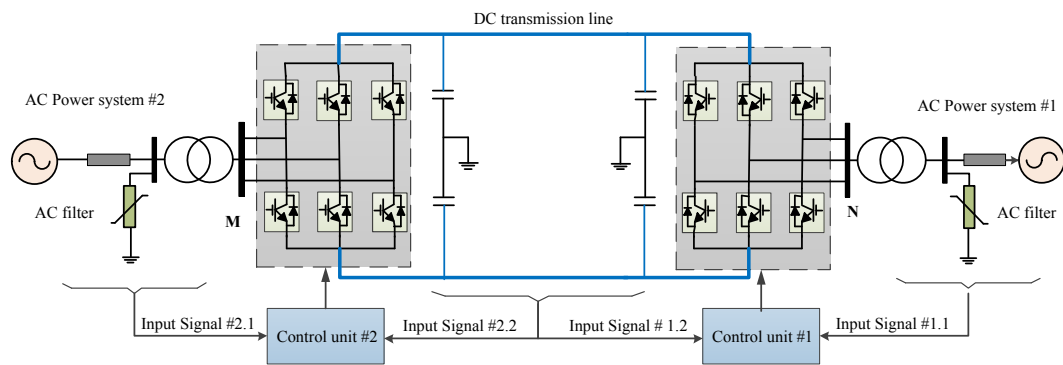 DC transmission line
AC Power system #2
AC Power system #1
AC filter
M
N
AC filter
Input Signal #2.1
Control unit #2
Input Signal #2.2
Input Signal # 1.2
Control unit #1
Input Signal #1.1